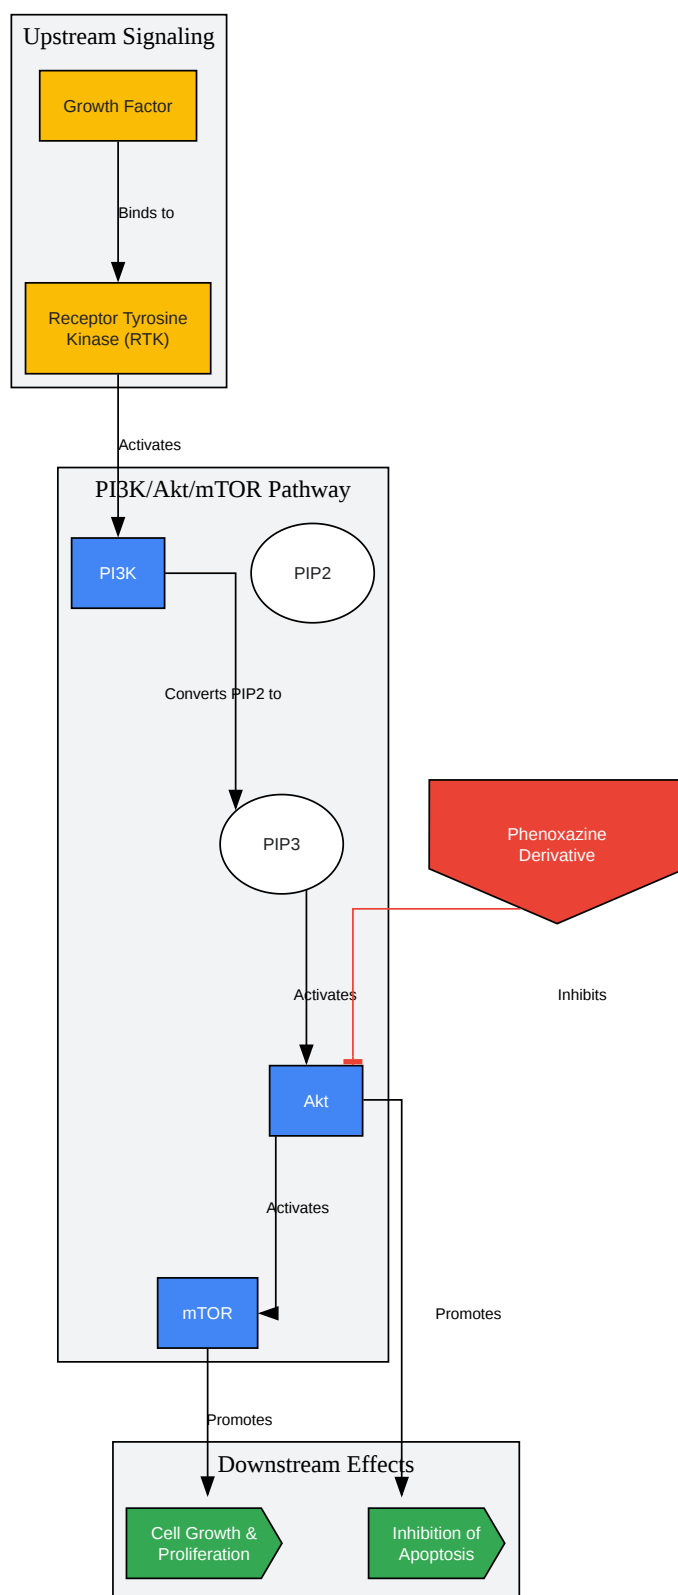 Upstream Signaling
Growth Factor
Binds to
Receptor Tyrosine
Kinase (RTK)
Activates
PI3K/Akt/mTOR Pathway
PI3K
PIP2
Converts PIP2 to
PIP3
Phenoxazine
Derivative
Activates
Inhibits
Akt
Activates
mTOR
Promotes
Promotes
Downstream Effects
Cell Growth &
Proliferation
Inhibition of
Apoptosis